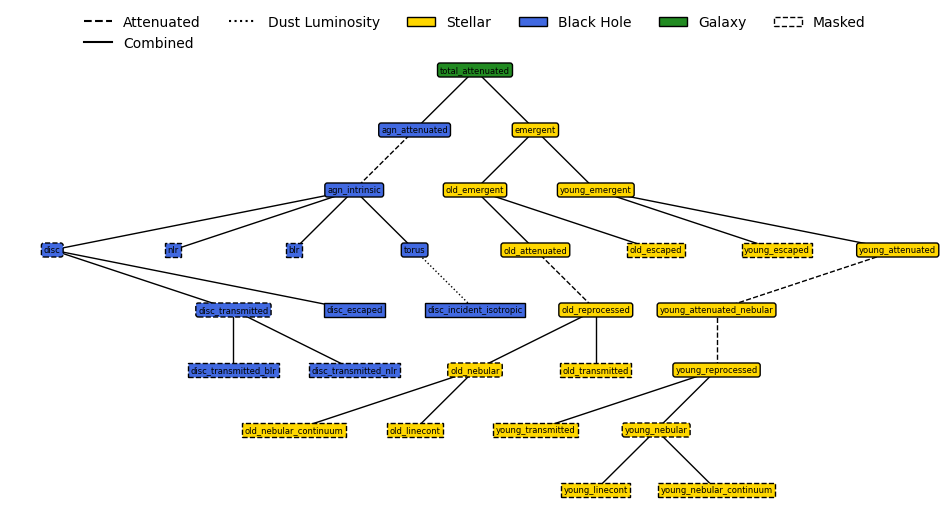 Attenuated Dust Luminosity Stellar Black Hole Galaxy Masked
Combined
total_attenuated
agn_attenuated emergent
agn_intrinsic old_emergent young_emergent
disc nlr blr torus old_attenuated old_escaped young_escaped young_attenuated
disc_transmitted disc_escaped disc_incident_isotropic old_reprocessed young_attenuated_nebular
disc_transmitted_blr disc_transmitted_nlr old_nebular old_transmitted young_reprocessed
old_nebular_continuum old_linecont young_transmitted young_nebular
young_linecont young_nebular_continuum